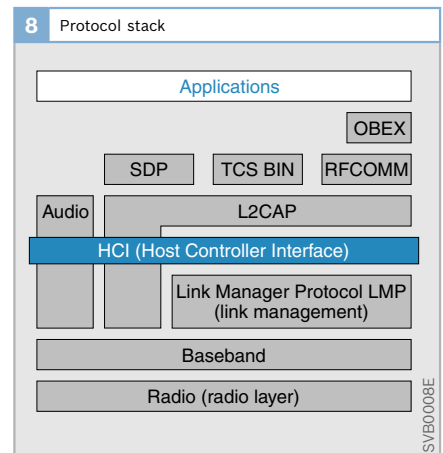 8 Protocol stack
Applications
OBEX
SDP TCS BIN RFCOMM
Audio L2CAP
HCI (Host Controller Interface)
Link Manager Protocol LMP
(link management)
Baseband
Radio (radio layer)
SVB0008E